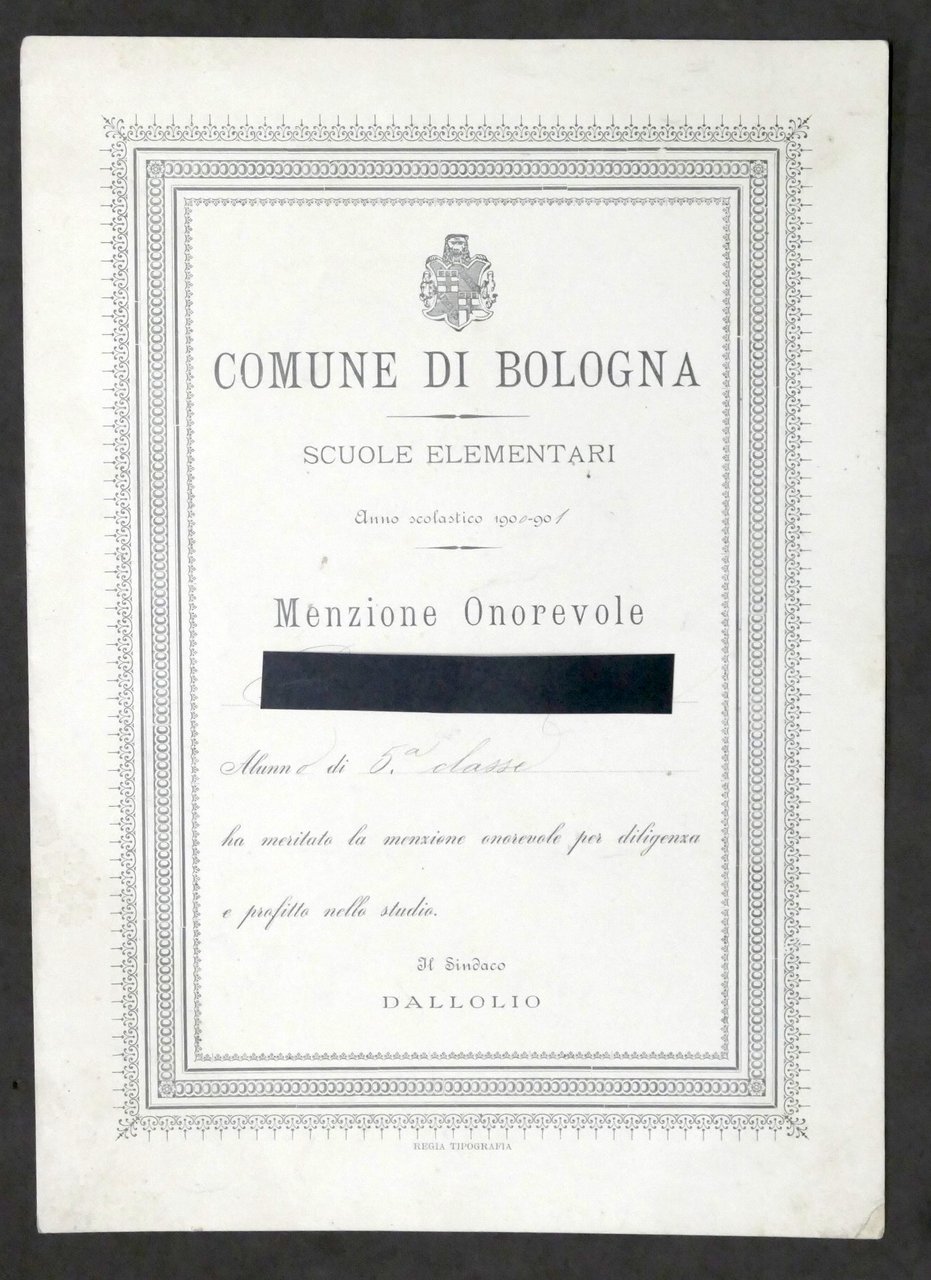 COMUNE DI BOLOGNA
SCUOLE ELEMENTARI
Anno scolastico 1900-901
Menzione Onorevole
Alunno di 5.a classe
ha meritato la menzione onorevole per diligenza
e profitto nello studio.
Il Sindaco
DALLOLIO
REGIA TIPOGRAFIA